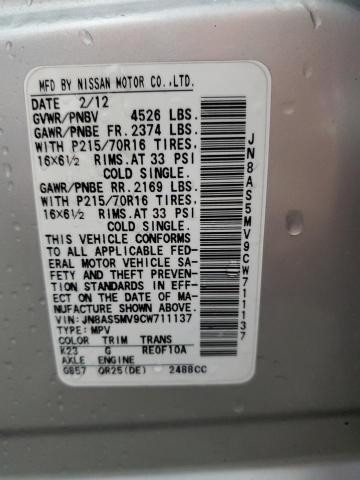 MFD BY NISSAN MOTOR CO.,LTD.
DATE 2/12
GVWR/PNBV 4526 LBS.
GAWR/PNBE FR. 2374 LBS.
WITH P215/70R16 TIRES,
16X6½ RIMS.AT 33 PSI
COLD SINGLE.
GAWR/PNBE RR. 2169 LBS.
WITH P215/70R16 TIRES,
16X6½ RIMS.AT 33 PSI
COLD SINGLE.
THIS VEHICLE CONFORMS
TO ALL APPLICABLE FED-
ERAL MOTOR VEHICLE SA-
FETY AND THEFT PREVENTION
STANDARDS IN EFF-
ECT ON THE DATE OF MA-
NUFACTURE SHOWN ABOVE.
VIN: JN8AS5MV9CW711137
TYPE: MPV
COLOR TRIM TRANS
K23 G RE0F10A
AXLE ENGINE
GB57 QR25(DE) 2488CC
JN8AS5MV9CW711137